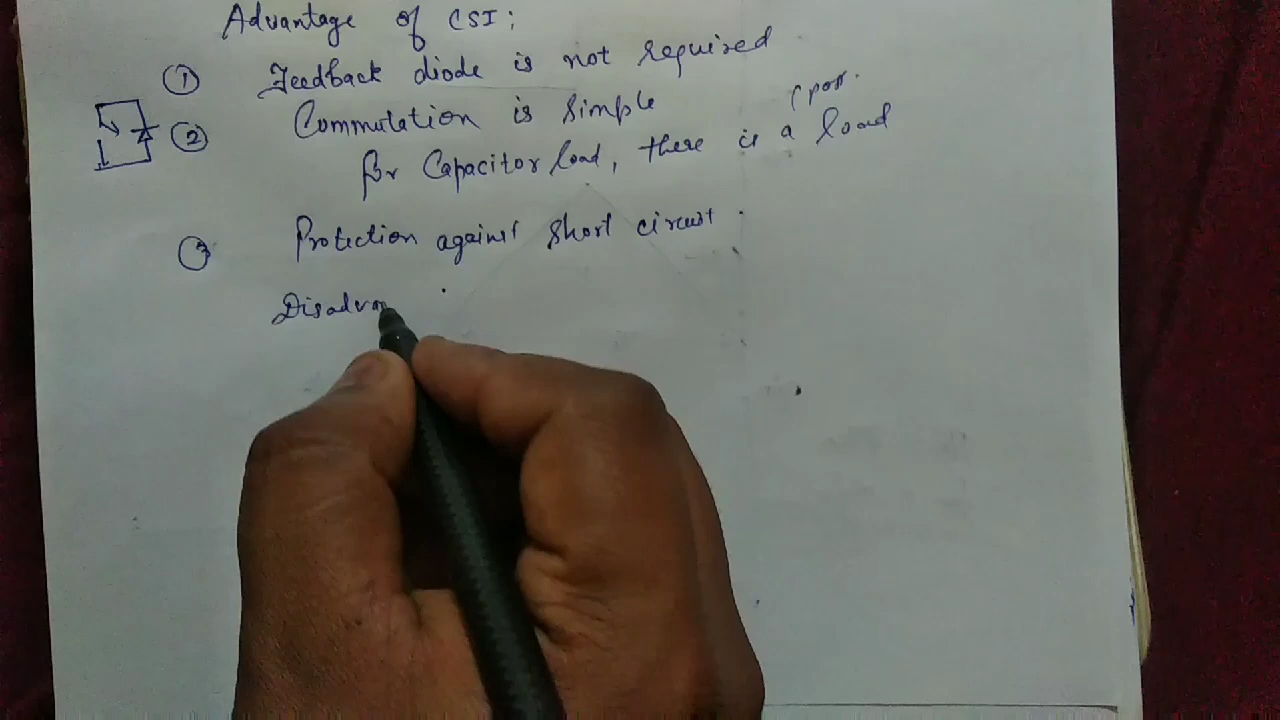 Advantage of CSI:
① Feedback diode is not required
② Commutation is simple
for Capacitor load, there is a load
③ Protection against short circuit.
Disadva